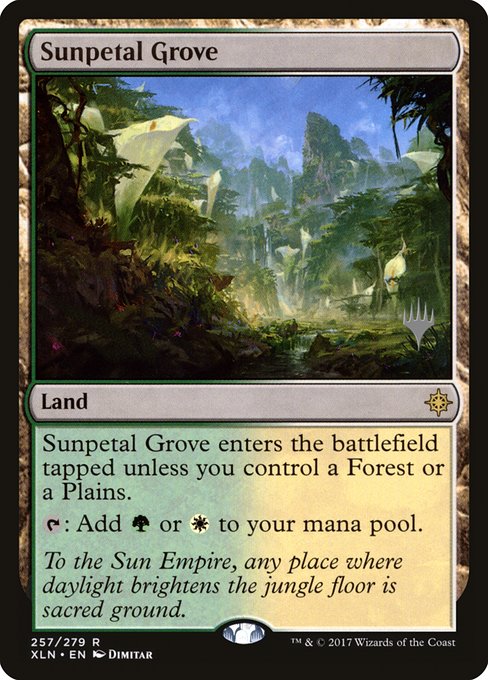 Sunpetal Grove
Land
Sunpetal Grove enters the battlefield
tapped unless you control a Forest or
a Plains.
: Add or to your mana pool.
To the Sun Empire, any place where
daylight brightens the jungle floor is
sacred ground.
257/279 R
XLN • EN DIMITAR
™ & © 2017 Wizards of the Coast